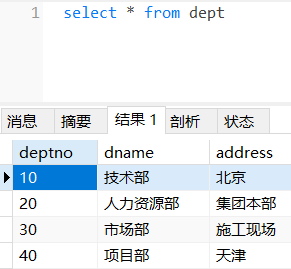 1 select * from dept
消息 摘要 结果 1 剖析 状态
deptno dname address
10 技术部 北京
20 人力资源部 集团本部
30 市场部 施工现场
40 项目部 天津